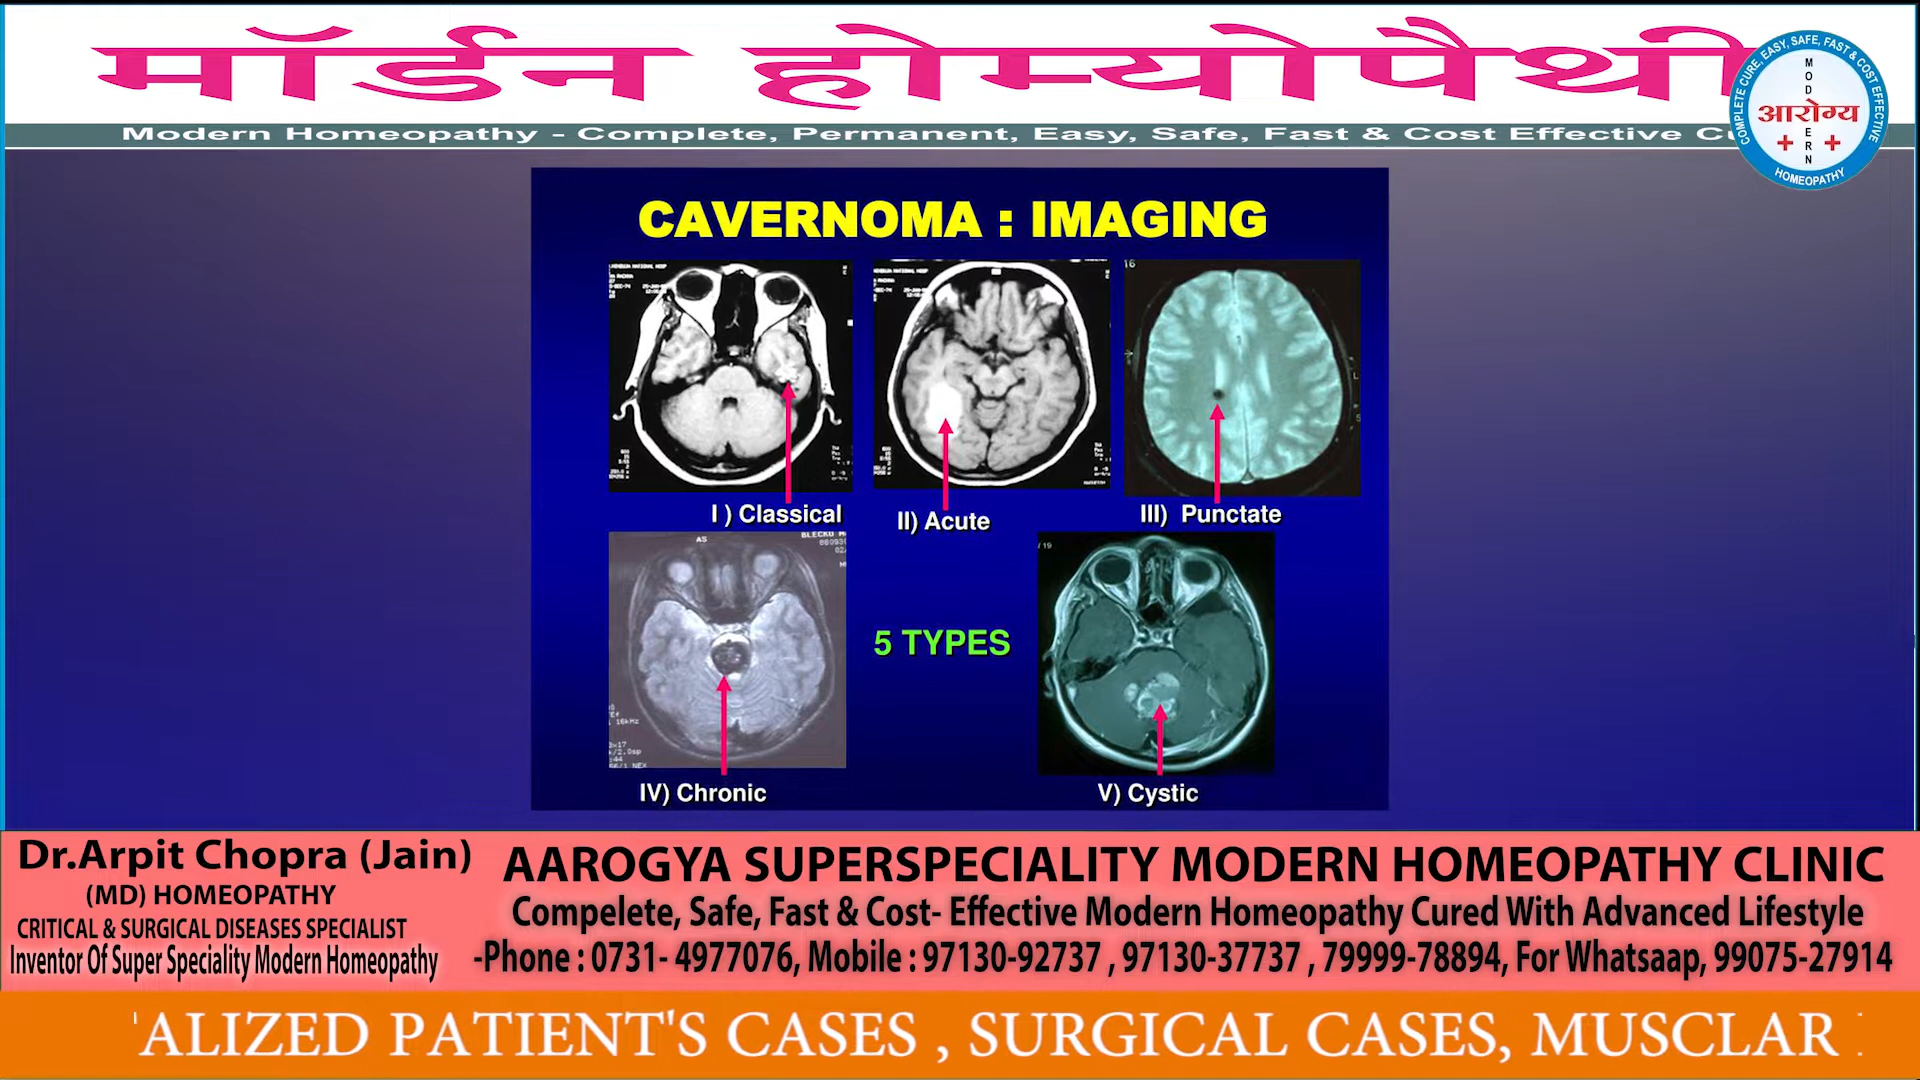 मॉर्डन होम्योपैथी
Modern Homeopathy - Complete, Permanent, Easy, Safe, Fast & Cost Effective
COMPLETE CURE, EASY, SAFE, FAST & COST EFFECTIVE
MODERN
आरोग्य
HOMEOPATHY
CAVERNOMA : IMAGING
16
I ) Classical
II) Acute
III) Punctate
AS
5 TYPES
IV) Chronic
V) Cystic
Dr.Arpit Chopra (Jain)
(MD) HOMEOPATHY
CRITICAL & SURGICAL DISEASES SPECIALIST
Inventor Of Super Speciality Modern Homeopathy
AAROGYA SUPERSPECIALITY MODERN HOMEOPATHY CLINIC
Compelete, Safe, Fast & Cost- Effective Modern Homeopathy Cured With Advanced Lifestyle
-Phone : 0731- 4977076, Mobile : 97130-92737 , 97130-37737 , 79999-78894, For Whatsaap, 99075-27914
ALIZED PATIENT'S CASES , SURGICAL CASES, MUSCLAR